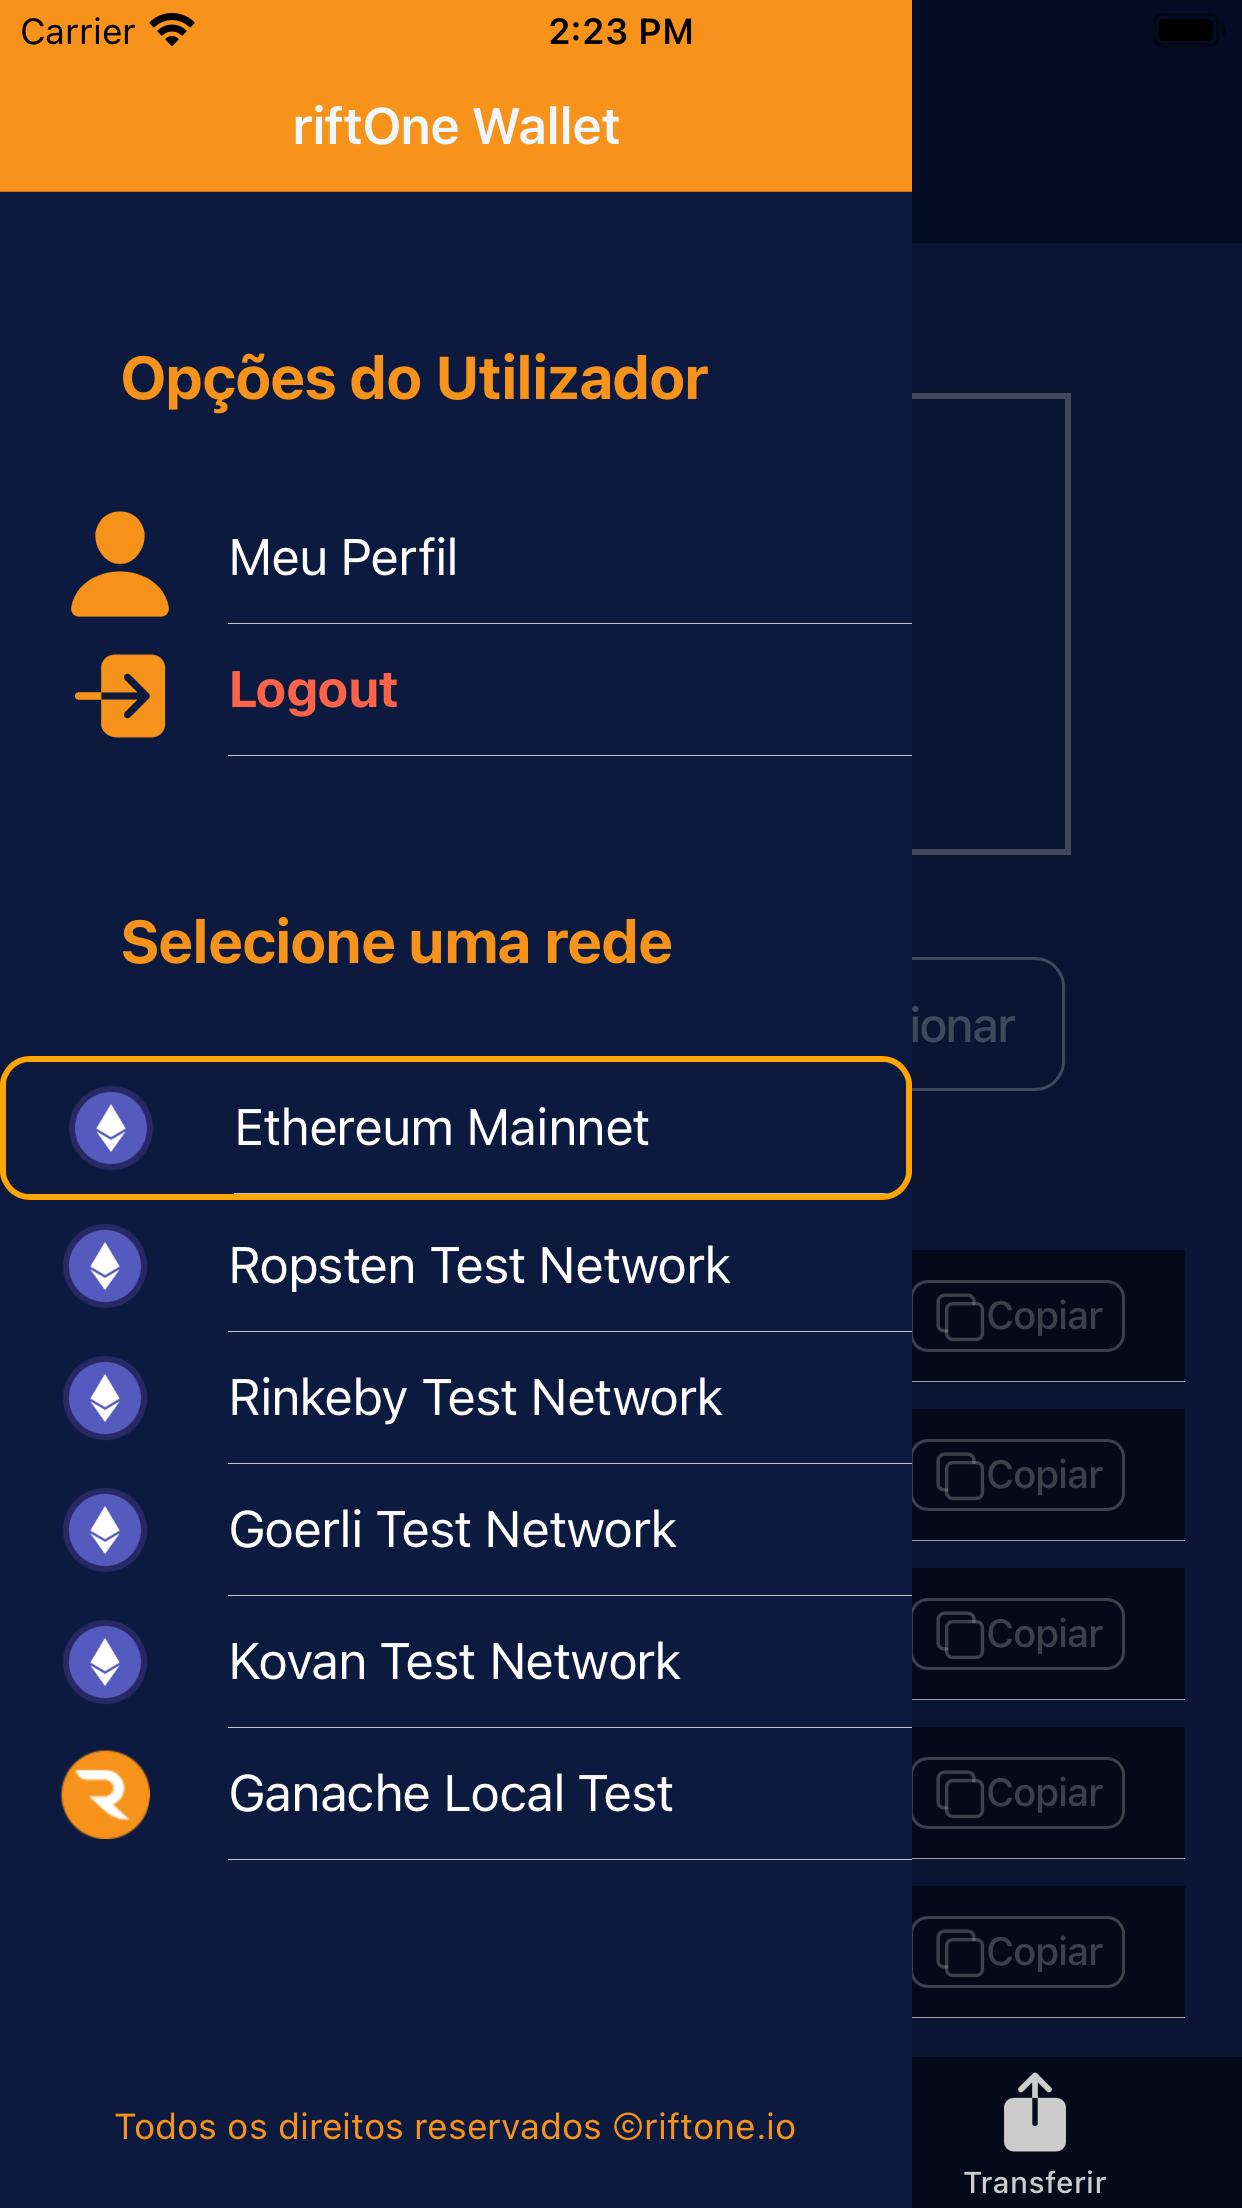 Carrier 2:23 PM
riftOne Wallet
Opções do Utilizador
Meu Perfil
Logout
Selecione uma rede
ionar
Ethereum Mainnet
Ropsten Test Network
Copiar
Rinkeby Test Network
Copiar
Goerli Test Network
Copiar
Kovan Test Network
Copiar
Ganache Local Test
Copiar
Todos os direitos reservados ©riftone.io
Transferir